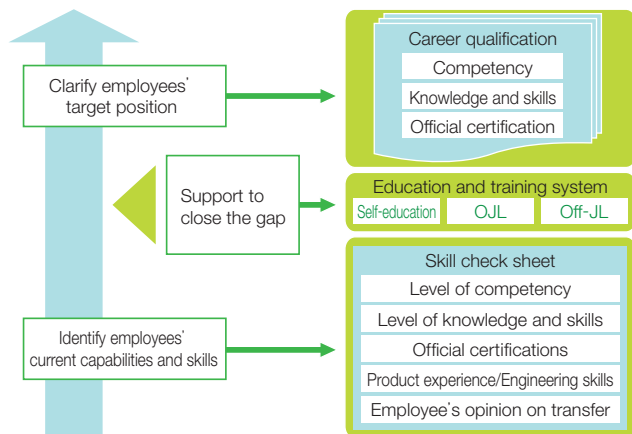 Clarify employees'
target position
Career qualification
Competency
Knowledge and skills
Official certification
Support to
close the gap
Education and training system
Self-education
OJL
Off-JL
Identify employees'
current capabilities and skills
Skill check sheet
Level of competency
Level of knowledge and skills
Official certifications
Product experience/Engineering skills
Employee's opinion on transfer